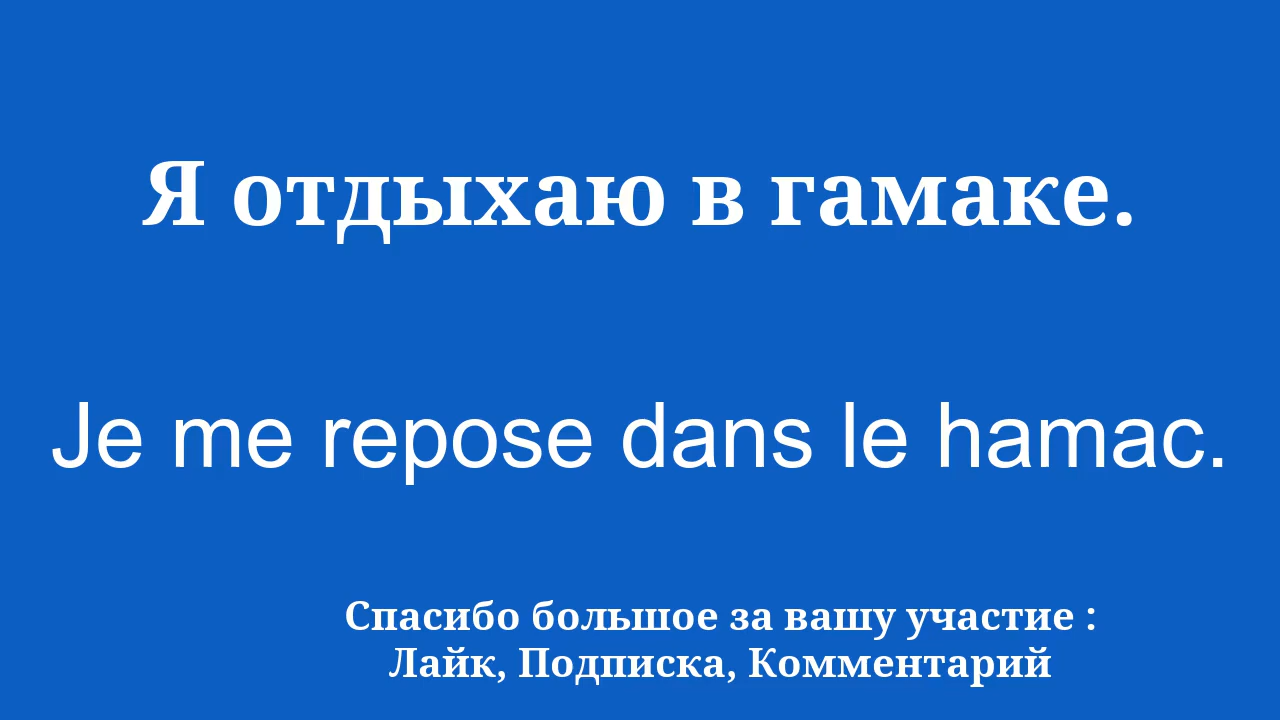 Я отдыхаю в гамаке.
Je me repose dans le hamac.
Спасибо большое за вашу участие :
Лайк, Подписка, Комментарий